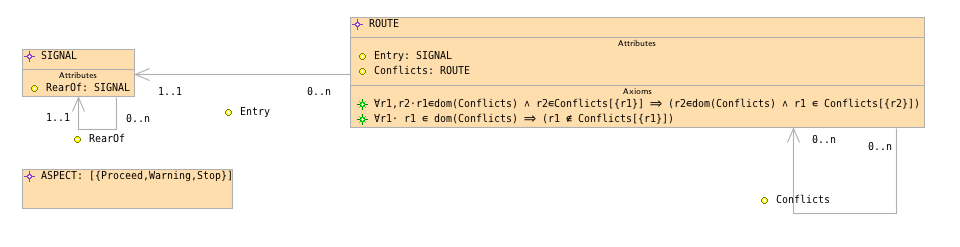 ROUTE
Attributes
Entry: SIGNAL
Conflicts: ROUTE
Axioms
∀r1,r2·r1∈dom(Conflicts) ∧ r2∈Conflicts[{r1}] ⇒ (r2∈dom(Conflicts) ∧ r1 ∈ Conflicts[{r2}])
∀r1· r1 ∈ dom(Conflicts) ⇒ (r1 ∉ Conflicts[{r1}])
SIGNAL
Attributes
RearOf: SIGNAL
1..1
0..n
Entry
1..1
0..n
RearOf
0..n
0..n
Conflicts
ASPECT: [{Proceed,Warning,Stop}]